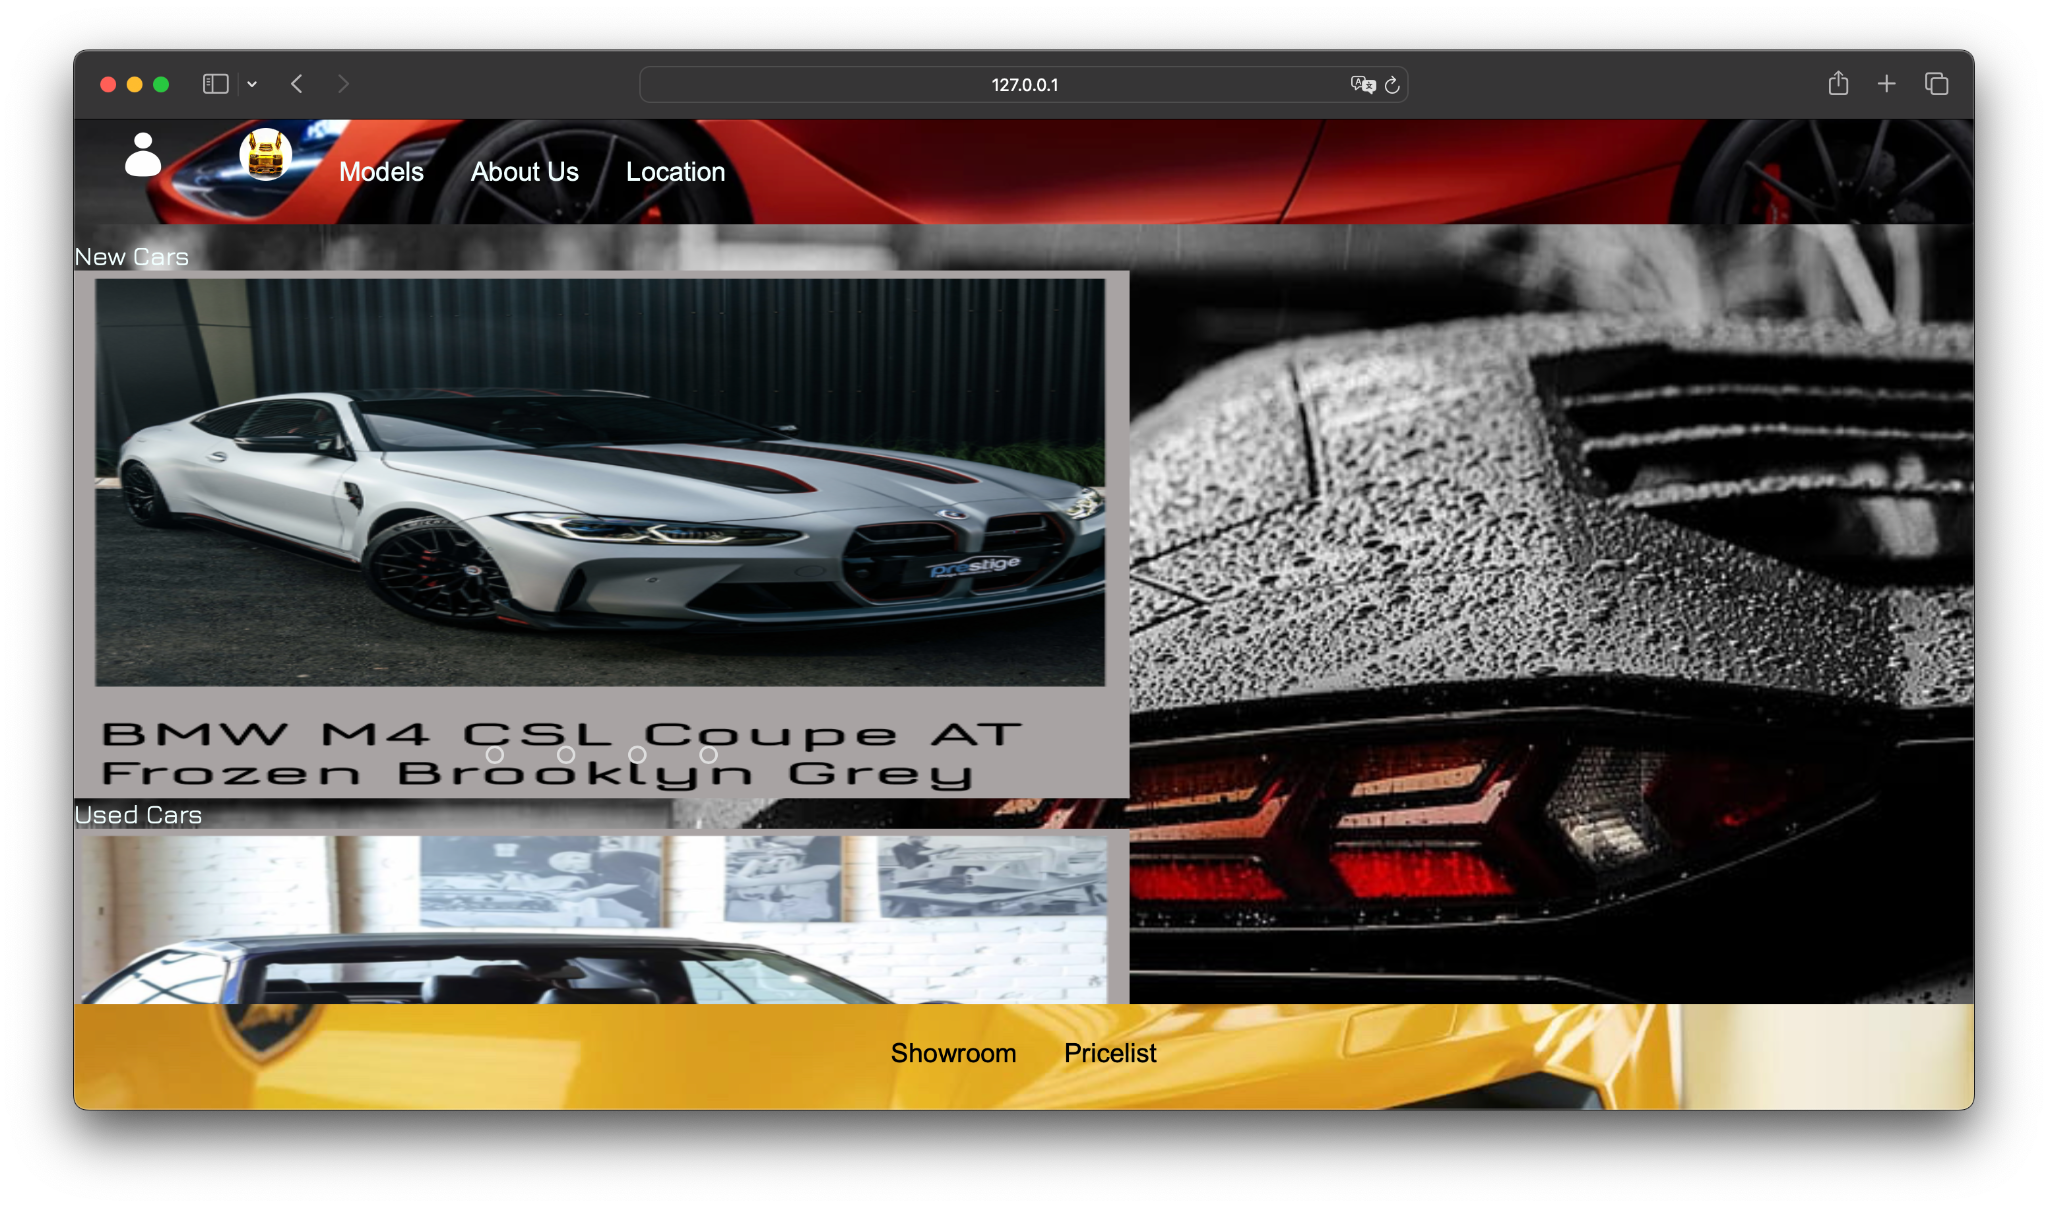 127.0.0.1
Models About Us Location
New Cars
prestige
BMW M4 CSL Coupe AT
Frozen Brooklyn Grey
Used Cars
Showroom Pricelist